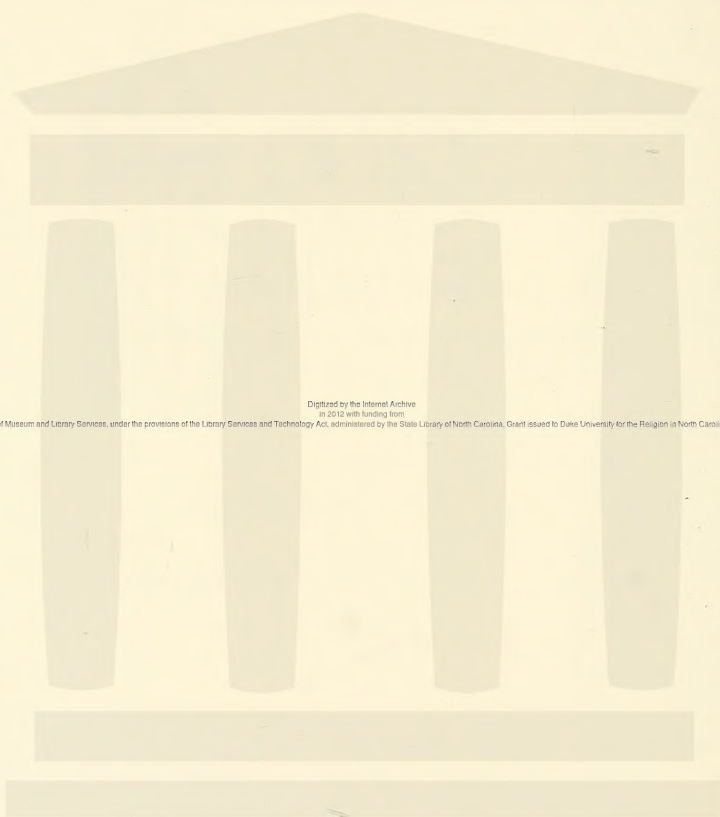 Digitized by the Internet Archive
in 2012 with funding from
of Museum and Library Services, under the provisions of the Library Services and Technology Act, administered by the State Library of North Carolina. Grant issued to Duke University for the Religion in North Caroli